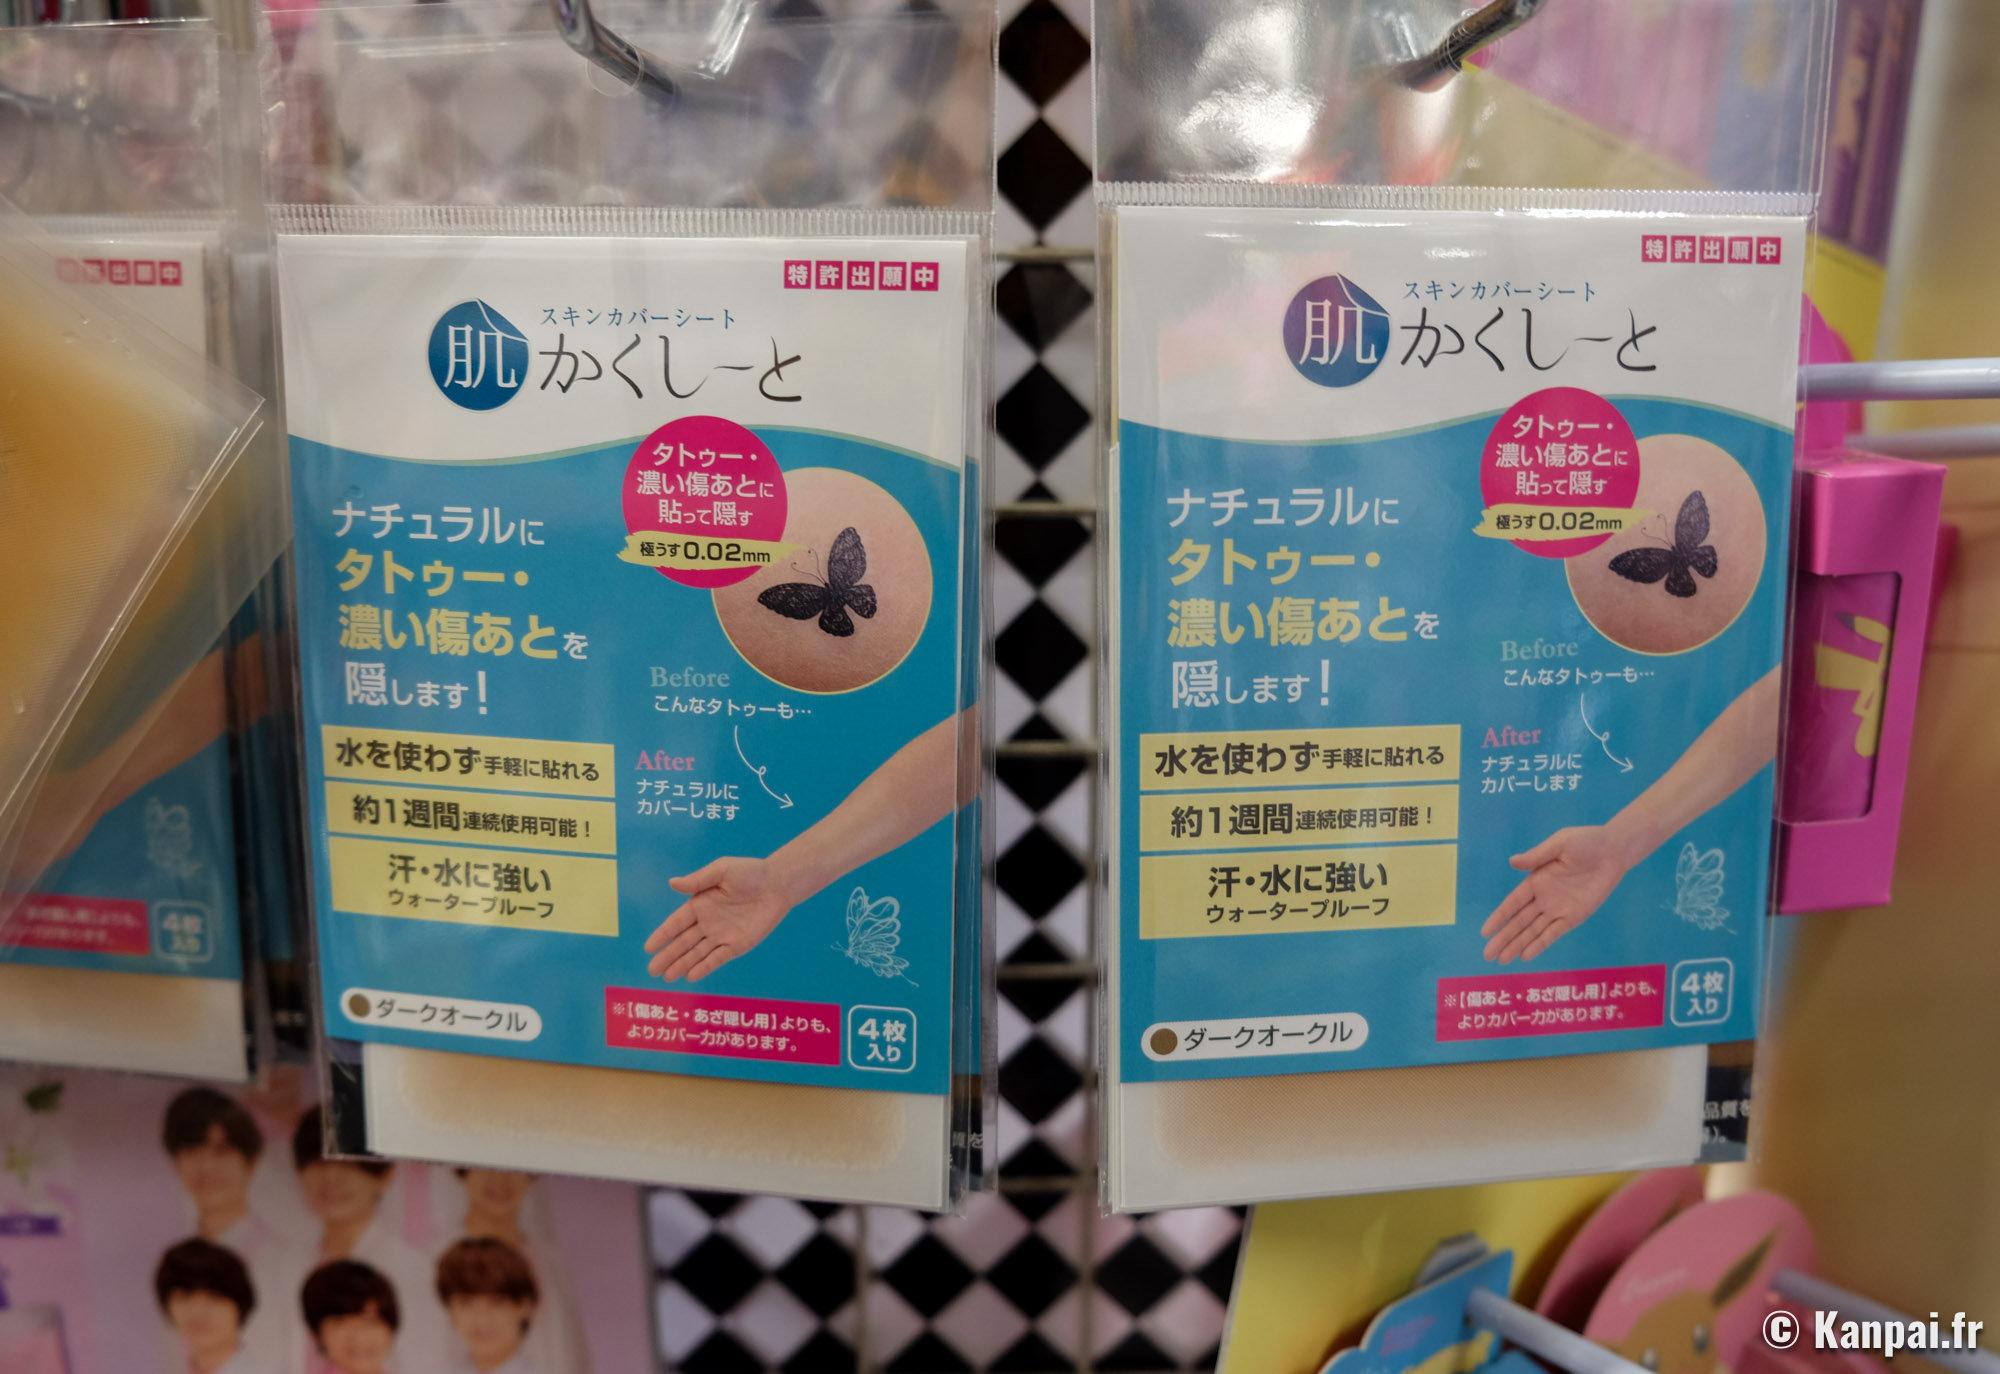 特許出願中
スキンカバーシート
肌かくしーと
タトゥー・
濃い傷あとに
貼って隠す
極うす0.02mm
ナチュラルに
タトゥー・
濃い傷あとを
隠します!
Before
こんなタトゥーも…
After
ナチュラルに
カバーします
水を使わず手軽に貼れる
約1週間連続使用可能!
汗・水に強い
ウォータープルーフ
ダークオークル
※【傷あと・あざ隠し用】よりも、
よりカバー力があります。
4枚
入り
特許出願中
スキンカバーシート
肌かくしーと
タトゥー・
濃い傷あとに
貼って隠す
極うす0.02mm
ナチュラルに
タトゥー・
濃い傷あとを
隠します!
Before
こんなタトゥーも…
After
ナチュラルに
カバーします
水を使わず手軽に貼れる
約1週間連続使用可能!
汗・水に強い
ウォータープルーフ
ダークオークル
※【傷あと・あざ隠し用】よりも、
よりカバー力があります。
4枚
入り
品質を
許出願中
4枚
入り
© Kanpai.fr